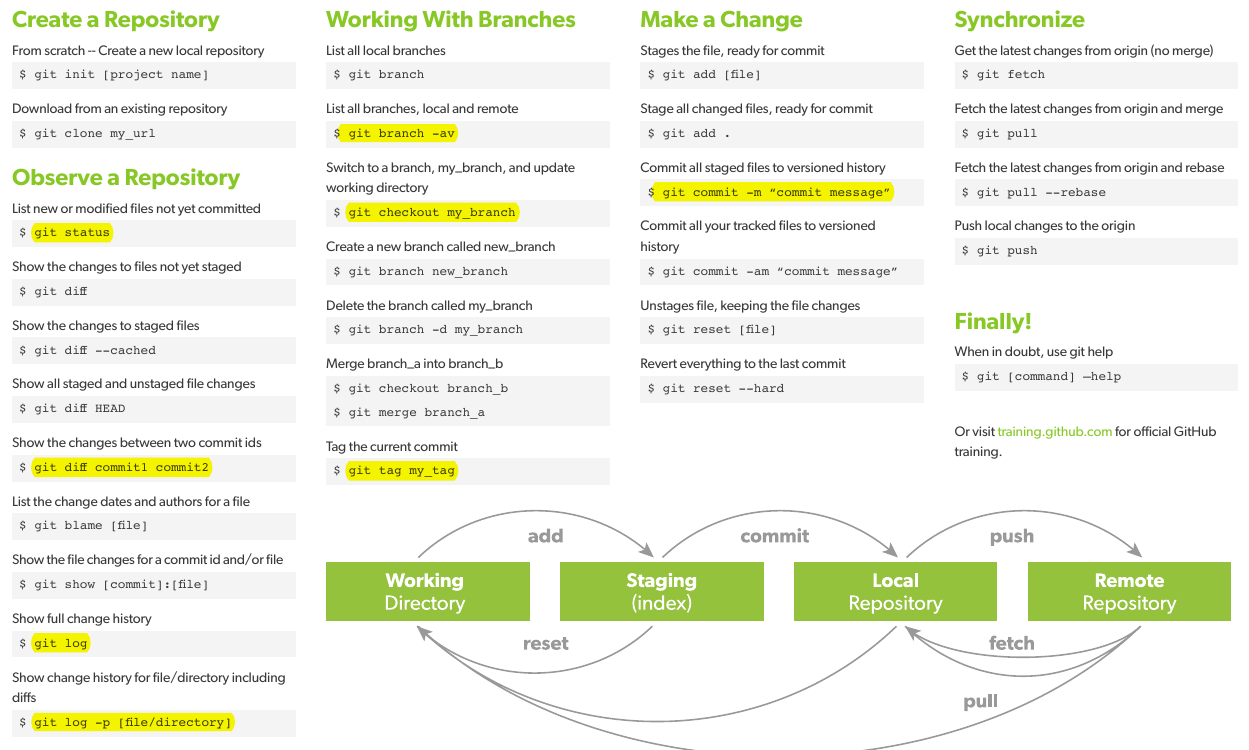 Create a Repository
From scratch -- Create a new local repository
$ git init [project name]
Download from an existing repository
$ git clone my_url
Observe a Repository
List new or modified files not yet committed
$ git status
Show the changes to files not yet staged
$ git diff
Show the changes to staged files
$ git diff --cached
Show all staged and unstaged file changes
$ git diff HEAD
Show the changes between two commit ids
$ git diff commit1 commit2
List the change dates and authors for a file
$ git blame [file]
Show the file changes for a commit id and/or file
$ git show [commit]:[file]
Show full change history
$ git log
Show change history for file/directory including
diffs
$ git log -p [file/directory]
Working With Branches
List all local branches
$ git branch
List all branches, local and remote
$ git branch -av
Switch to a branch, my_branch, and update
working directory
$ git checkout my_branch
Create a new branch called new_branch
$ git branch new_branch
Delete the branch called my_branch
$ git branch -d my_branch
Merge branch_a into branch_b
$ git checkout branch_b
$ git merge branch_a
Tag the current commit
$ git tag my_tag
Make a Change
Stages the file, ready for commit
$ git add [file]
Stage all changed files, ready for commit
$ git add .
Commit all staged files to versioned history
$ git commit -m “commit message”
Commit all your tracked files to versioned
history
$ git commit -am “commit message”
Unstages file, keeping the file changes
$ git reset [file]
Revert everything to the last commit
$ git reset --hard
Synchronize
Get the latest changes from origin (no merge)
$ git fetch
Fetch the latest changes from origin and merge
$ git pull
Fetch the latest changes from origin and rebase
$ git pull --rebase
Push local changes to the origin
$ git push
Finally!
When in doubt, use git help
$ git [command] —help
Or visit training.github.com for official GitHub
training.
add
commit
push
Working
Directory
Staging
(index)
Local
Repository
Remote
Repository
reset
fetch
pull